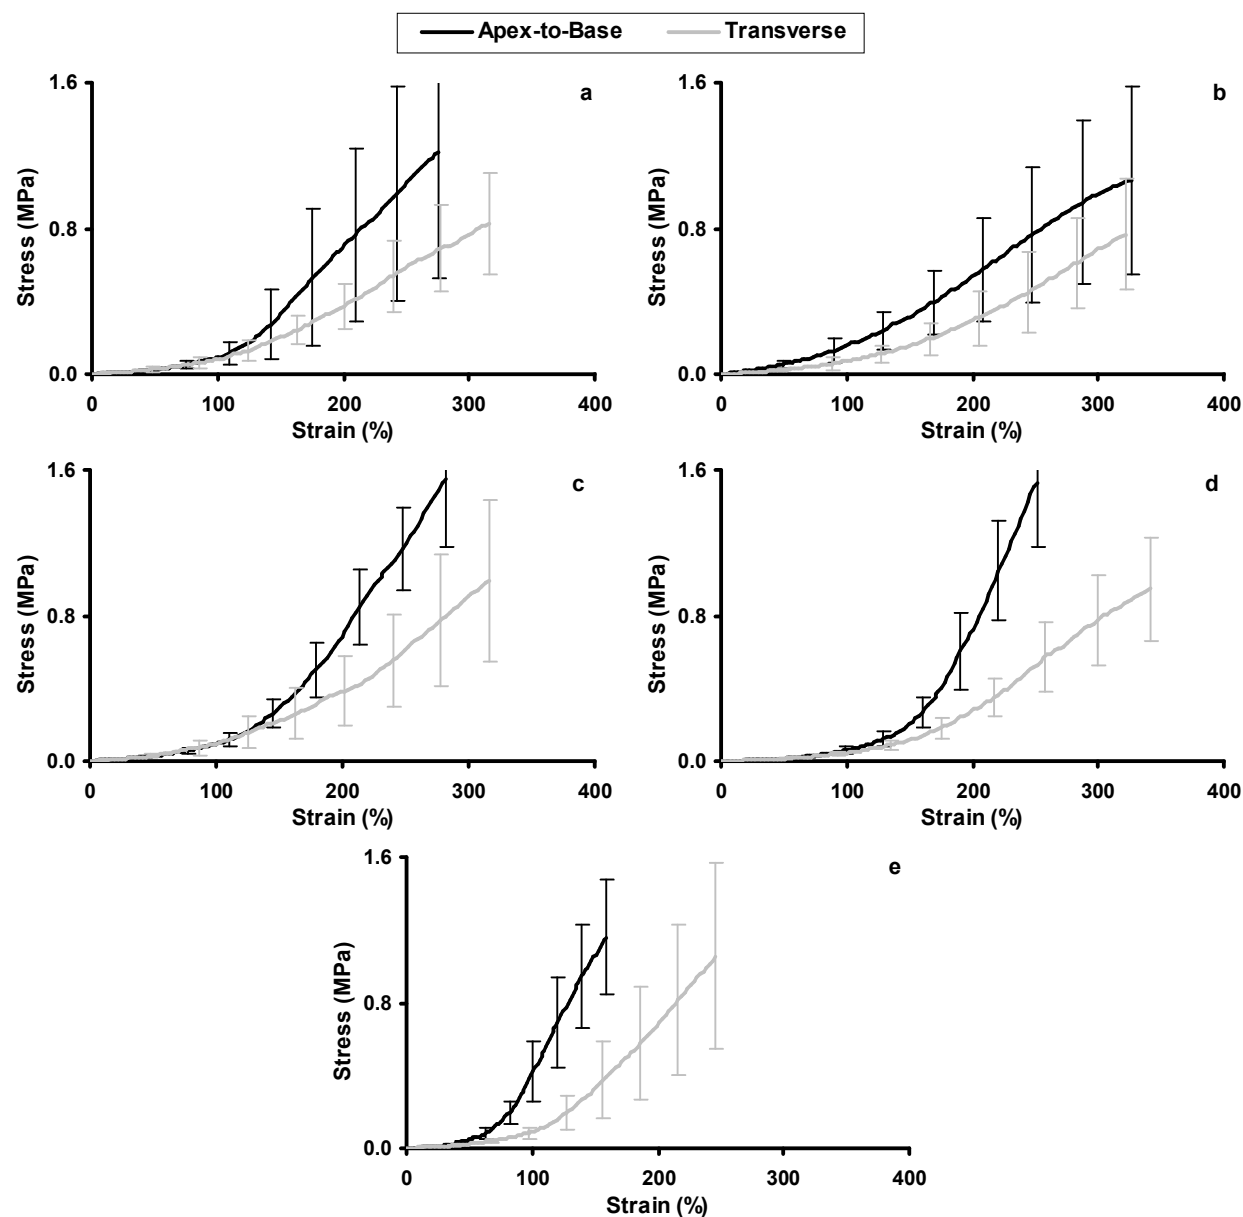 Apex-to-Base Transverse
1.6 a
Stress (MPa)
0.8
0.0
0 100 200 300 400
Strain (%)
1.6 b
Stress (MPa)
0.8
0.0
0 100 200 300 400
Strain (%)
1.6 c
Stress (MPa)
0.8
0.0
0 100 200 300 400
Strain (%)
1.6 d
Stress (MPa)
0.8
0.0
0 100 200 300 400
Strain (%)
1.6 e
Stress (MPa)
0.8
0.0
0 100 200 300 400
Strain (%)